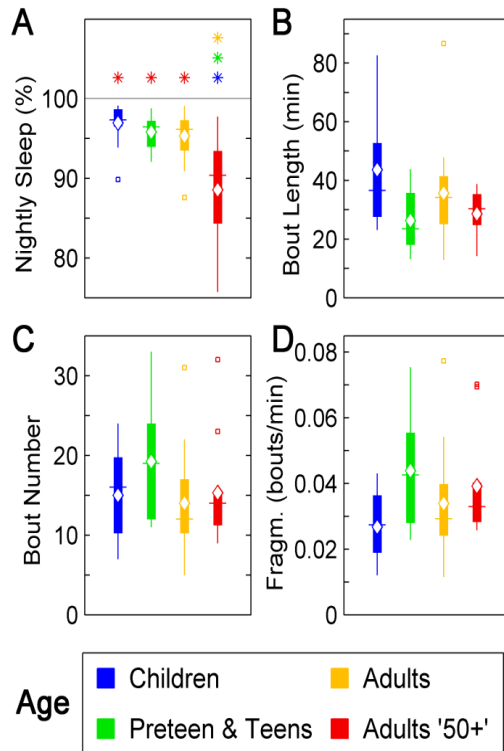 A
Nightly Sleep (%)
100
90
80
B
Bout Length (min)
80
60
40
20
0
C
Bout Number
30
20
10
0
D
Fragm. (bouts/min)
0.08
0.06
0.04
0.02
0
Age
Children
Adults
Preteen & Teens
Adults '50+'